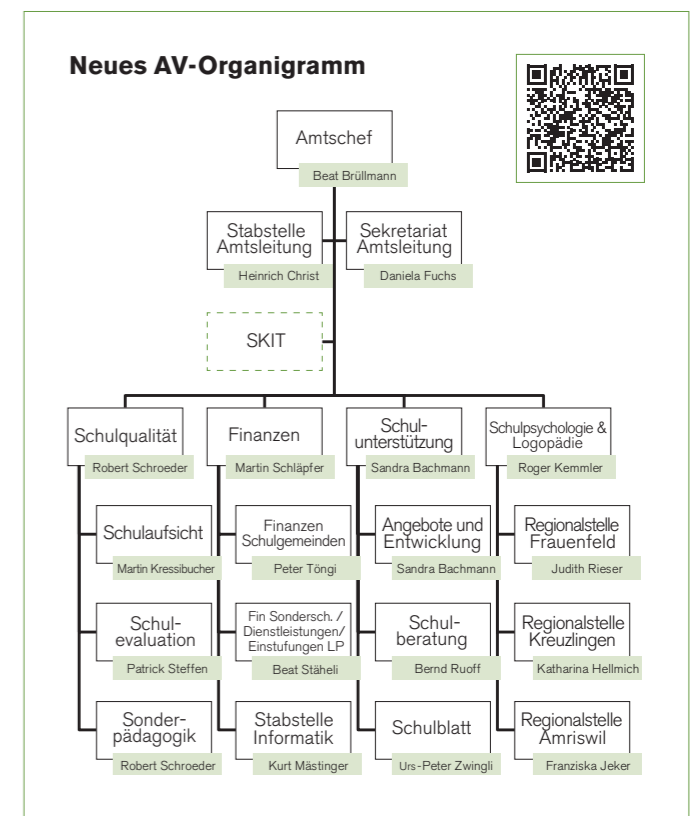 Neues AV-Organigramm
Amtschef
Beat Brüllmann
Stabstelle
Amtsleitung
Heinrich Christ
Sekretariat
Amtsleitung
Daniela Fuchs
SKIT
Schulqualität
Robert Schroeder
Finanzen
Martin Schläpfer
Schul-
unterstützung
Sandra Bachmann
Schulpsychologie &
Logopädie
Roger Kemmler
Schulaufsicht
Martin Kressibucher
Finanzen
Schulgemeinden
Peter Töngi
Angebote und
Entwicklung
Sandra Bachmann
Regionalstelle
Frauenfeld
Judith Rieser
Schul-
evaluation
Patrick Steffen
Fin Sondersch. /
Dienstleistungen/
Einstufungen LP
Beat Stäheli
Schul-
beratung
Bernd Ruoff
Regionalstelle
Kreuzlingen
Katharina Hellmich
Sonder-
pädagogik
Robert Schroeder
Stabstelle
Informatik
Kurt Mästinger
Schulblatt
Urs-Peter Zwingli
Regionalstelle
Amriswil
Franziska Jeker